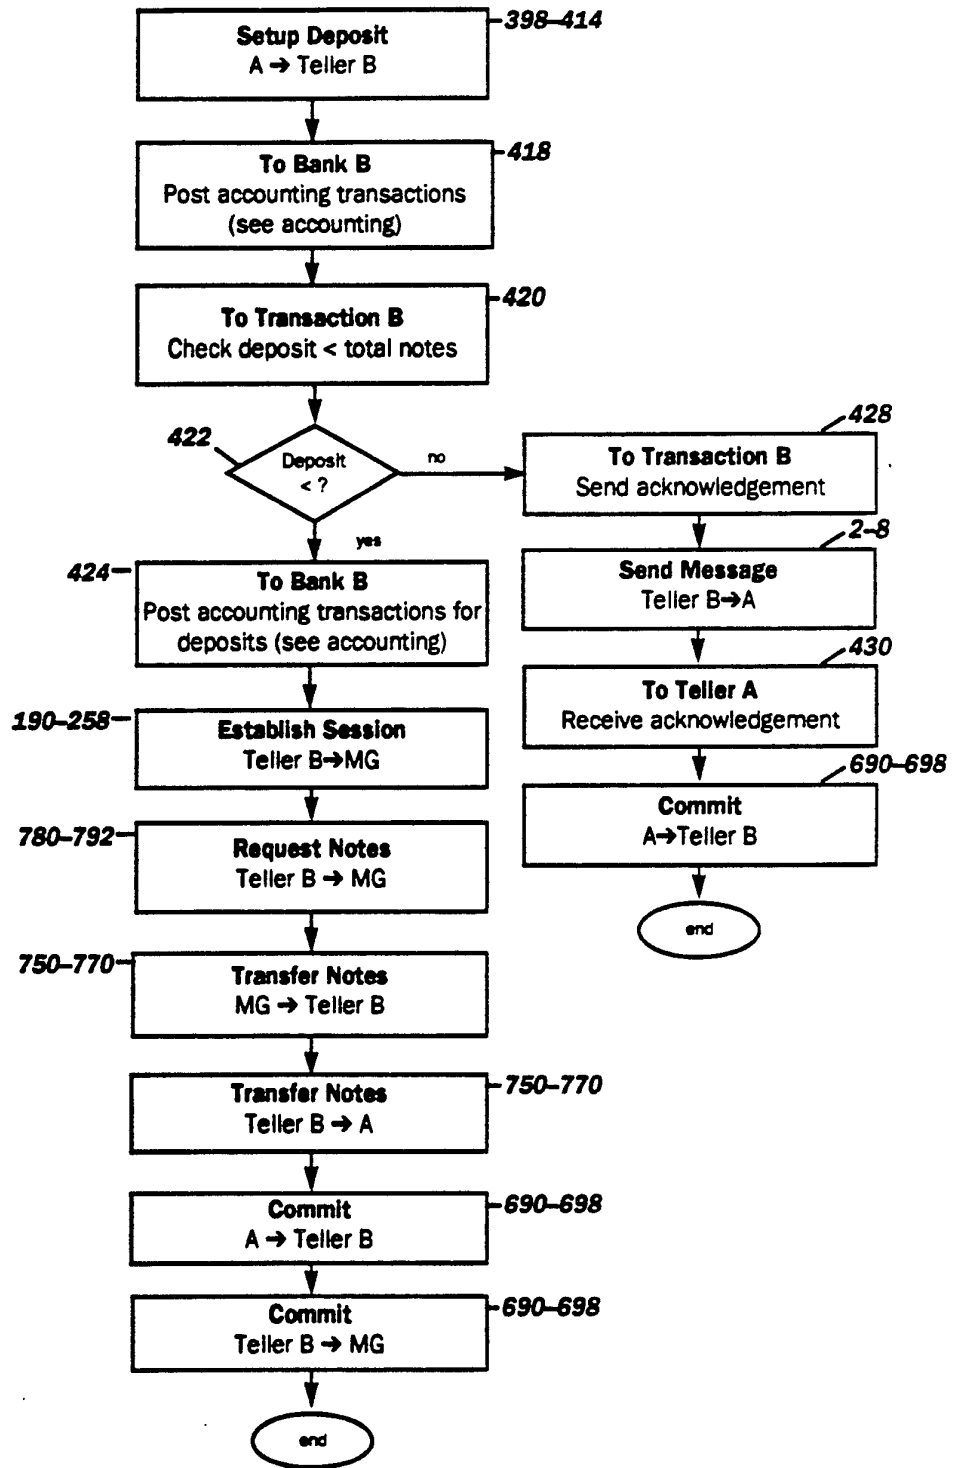 398–414
Setup Deposit
A → Teller B
418
To Bank B
Post accounting transactions
(see accounting)
420
To Transaction B
Check deposit < total notes
422
Deposit
< ?
no
yes
428
To Transaction B
Send acknowledgement
2–8
Send Message
Teller B→A
430
To Teller A
Receive acknowledgement
690–698
Commit
A→Teller B
end
424
To Bank B
Post accounting transactions for
deposits (see accounting)
190–258
Establish Session
Teller B→MG
780–792
Request Notes
Teller B → MG
750–770
Transfer Notes
MG → Teller B
750–770
Transfer Notes
Teller B → A
690–698
Commit
A → Teller B
690–698
Commit
Teller B → MG
end